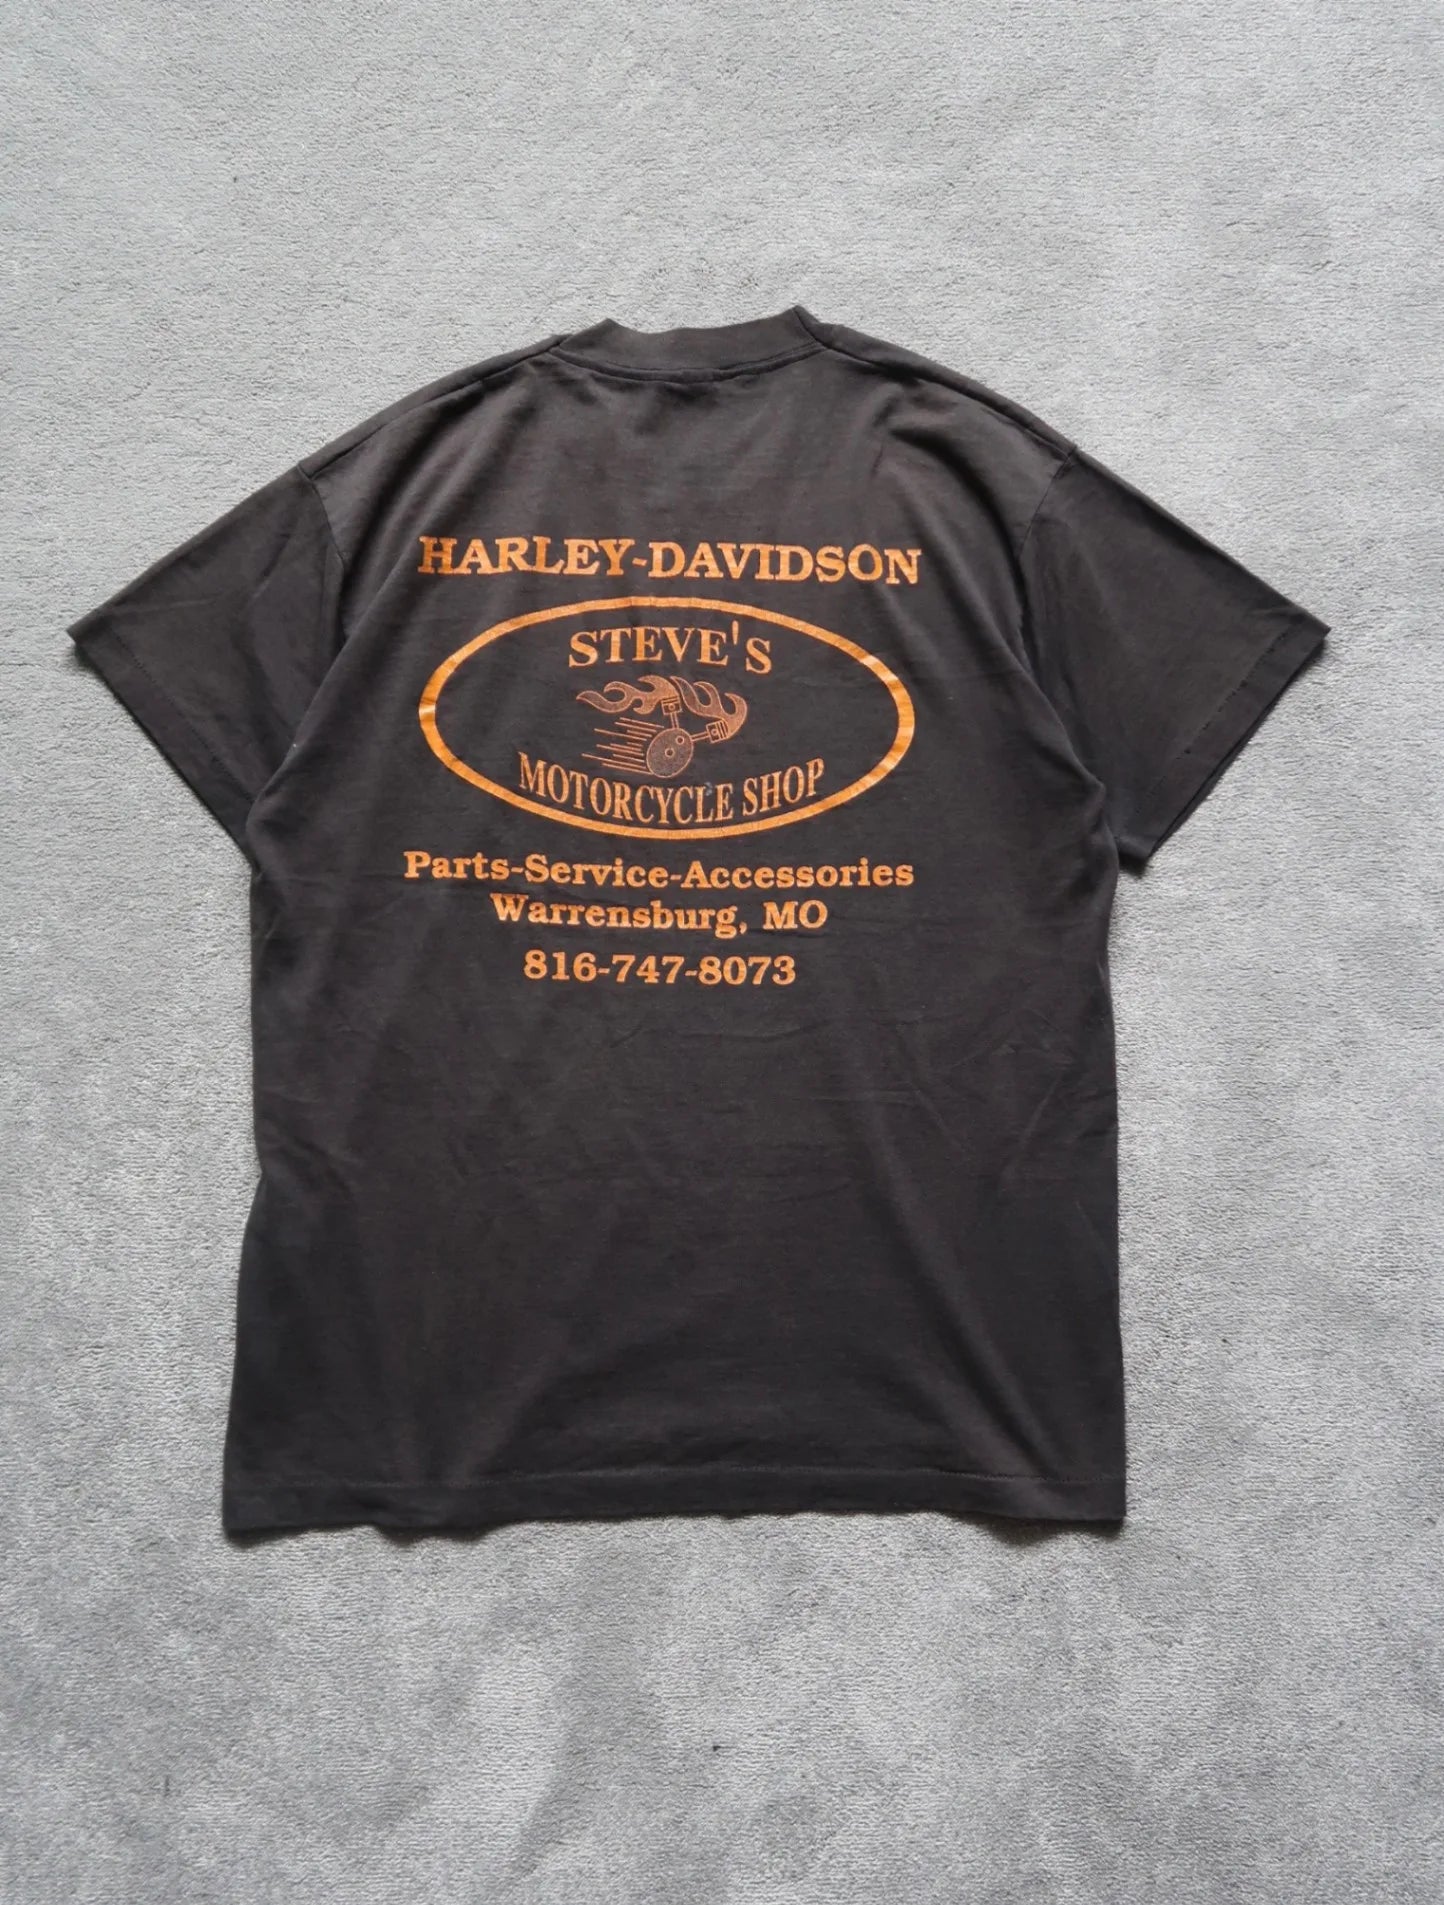 HARLEY-DAVIDSON
STEVE'S
MOTORCYCLE SHOP
Parts-Service-Accessories
Warrensburg, MO
816-747-8073